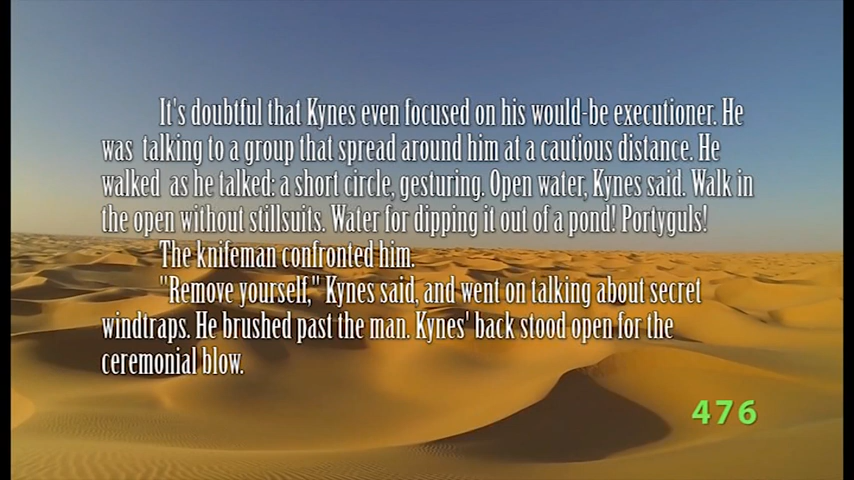 It's doubtful that Kynes even focused on his would-be executioner. He
was talking to a group that spread around him at a cautious distance. He
walked as he talked: a short circle, gesturing. Open water, Kynes said. Walk in
the open without stillsuits. Water for dipping it out of a pond! Portyguls!
The knifeman confronted him.
"Remove yourself," Kynes said, and went on talking about secret
windtraps. He brushed past the man. Kynes' back stood open for the
ceremonial blow.
476